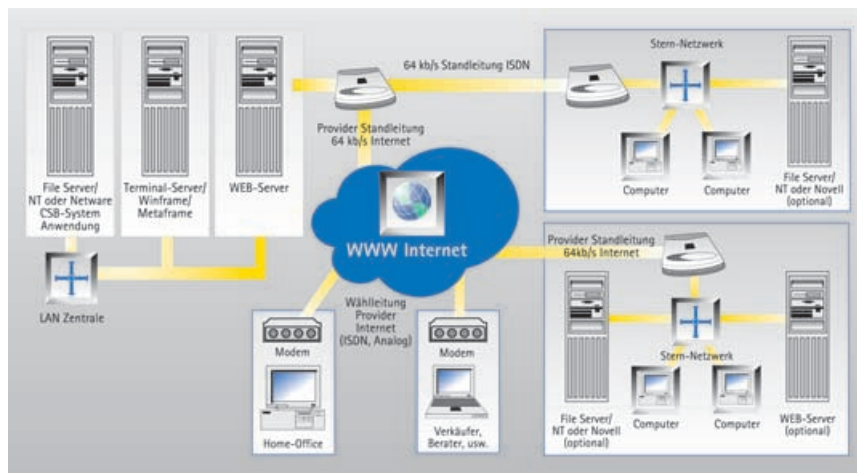 64 kb/s Standleitung ISDN
Stern-Netzwerk
Provider Standleitung
64 kb/s Internet
File Server/
NT oder Netware
CSB-System
Anwendung
Terminal-Server/
Winframe/
Metaframe
WEB-Server
Computer
Computer
File Server/
NT oder Novell
(optional)
WWW Internet
Provider Standleitung
64kb/s Internet
LAN Zentrale
Wählleitung
Provider
Internet
(ISDN, Analog)
Modem
Modem
Home-Office
Verkäufer,
Berater, usw.
Stern-Netzwerk
File Server/
NT oder Novell
(optional)
Computer
Computer
WEB-Server
(optional)